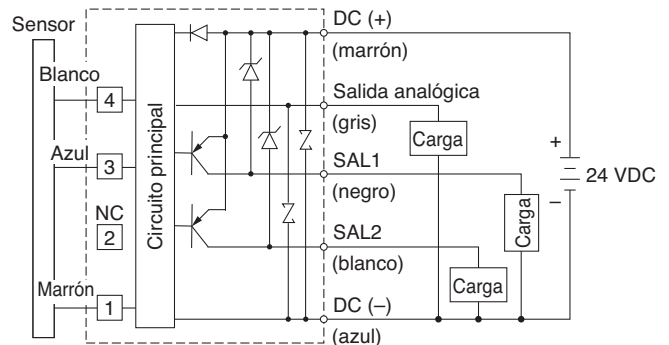 Sensor
Blanco
4
Azul
3
NC
2
Marrón
1
Circuito principal
DC (+)
(marrón)
Salida analógica
(gris)
Carga
SAL1
(negro)
Carga
SAL2
(blanco)
Carga
DC (–)
(azul)
+
24 VDC
–